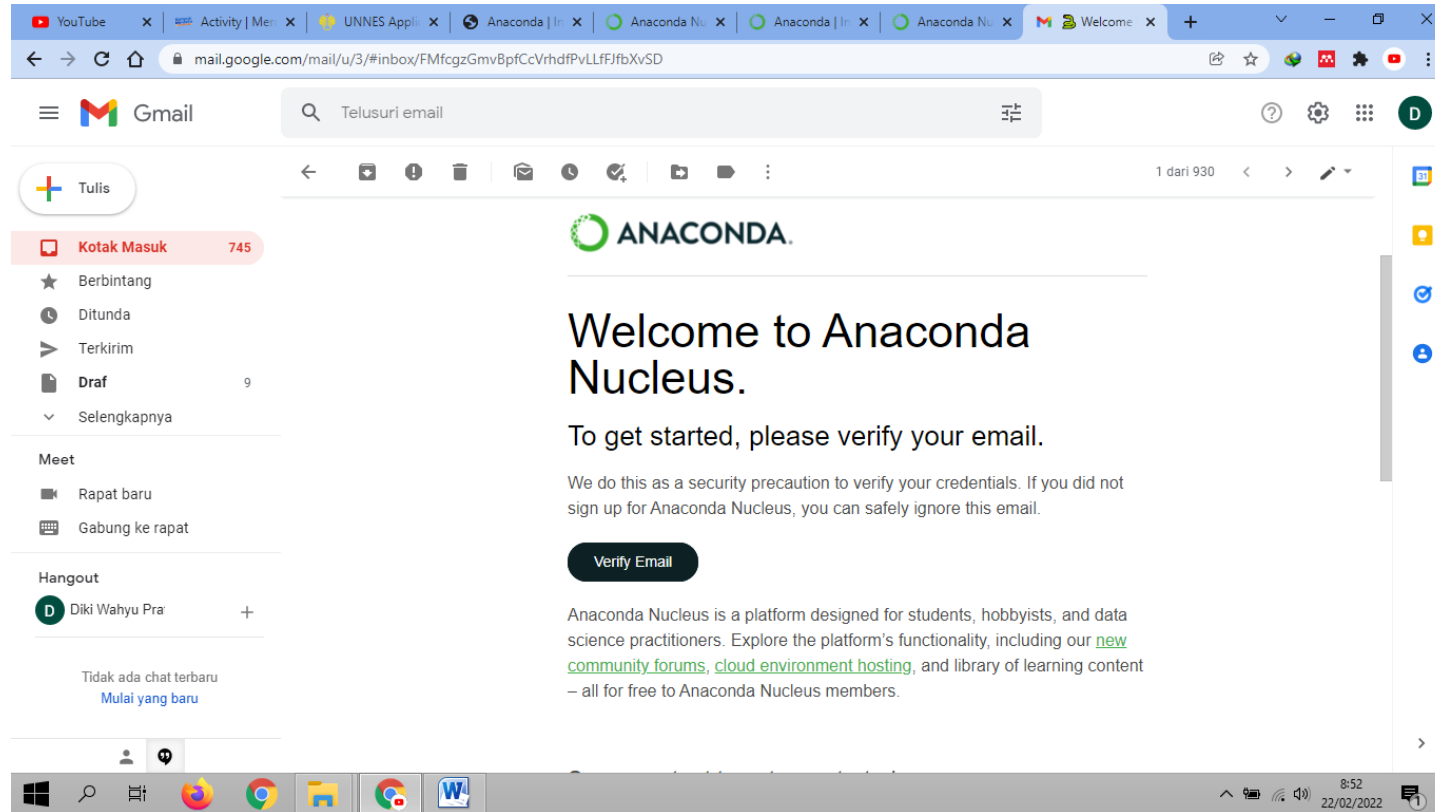 YouTube
Activity | Mer
UNNES Appli
Anaconda | In
Anaconda Nu
Anaconda | In
Anaconda Nu
Welcome
mail.google.com/mail/u/3/#inbox/FMfcgzGmvBpfCcVrhdfPvLLfFJfbXvSD
Gmail
Telusuri email
D
Tulis
1 dari 930
31
Kotak Masuk 745
Berbintang
Ditunda
Terkirim
Draf 9
Selengkapnya
Meet
Rapat baru
Gabung ke rapat
Hangout
D Diki Wahyu Pra
Tidak ada chat terbaru
Mulai yang baru
ANACONDA.
Welcome to Anaconda
Nucleus.
To get started, please verify your email.
We do this as a security precaution to verify your credentials. If you did not
sign up for Anaconda Nucleus, you can safely ignore this email.
Verify Email
Anaconda Nucleus is a platform designed for students, hobbyists, and data
science practitioners. Explore the platform’s functionality, including our new
community forums, cloud environment hosting, and library of learning content
– all for free to Anaconda Nucleus members.
W
8:52
22/02/2022
1